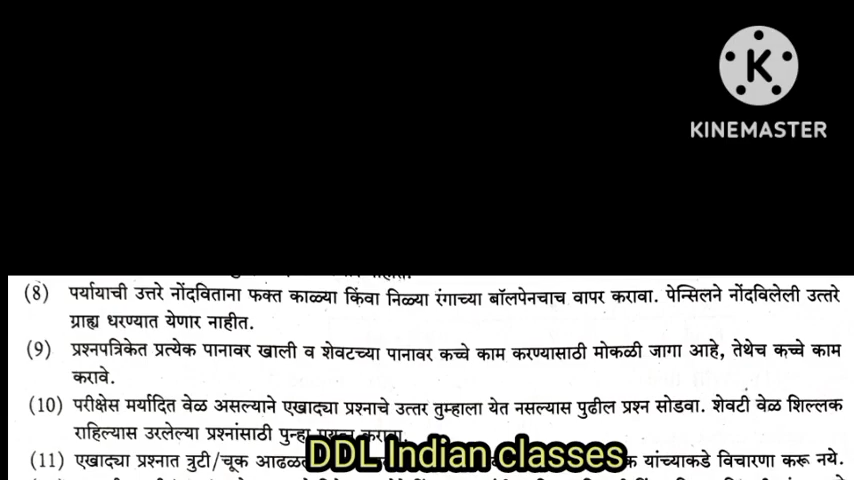 K
KINEMASTER
(8) पर्यायाची उत्तरे नोंदविताना फक्त काळ्या किंवा निळ्या रंगाच्या बॉलपेनचाच वापर करावा. पेन्सिलने नोंदविलेली उत्तरे
ग्राह्य धरण्यात येणार नाहीत.
(9) प्रश्नपत्रिकेत प्रत्येक पानावर खाली व शेवटच्या पानावर कच्चे काम करण्यासाठी मोकळी जागा आहे, तेथेच कच्चे काम
करावे.
(10) परीक्षेस मर्यादित वेळ असल्याने एखाद्या प्रश्नाचे उत्तर तुम्हाला येत नसल्यास पुढील प्रश्न सोडवा. शेवटी वेळ शिल्लक
राहिल्यास उरलेल्या प्रश्नांसाठी पुन्हा करावा.
(11) एखाद्या प्रश्नात त्रुटी/चूक यांच्याकडे विचारणा करू नये.
DDL Indian classes